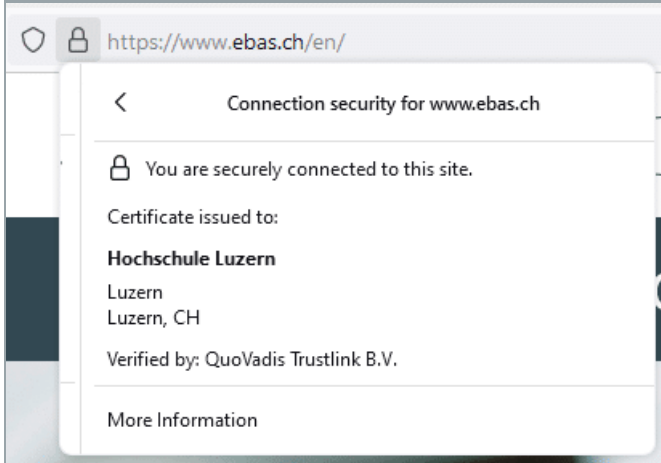 https://www.ebas.ch/en/
Connection security for www.ebas.ch
You are securely connected to this site.
Certificate issued to:
Hochschule Luzern
Luzern
Luzern, CH
Verified by: QuoVadis Trustlink B.V.
More Information